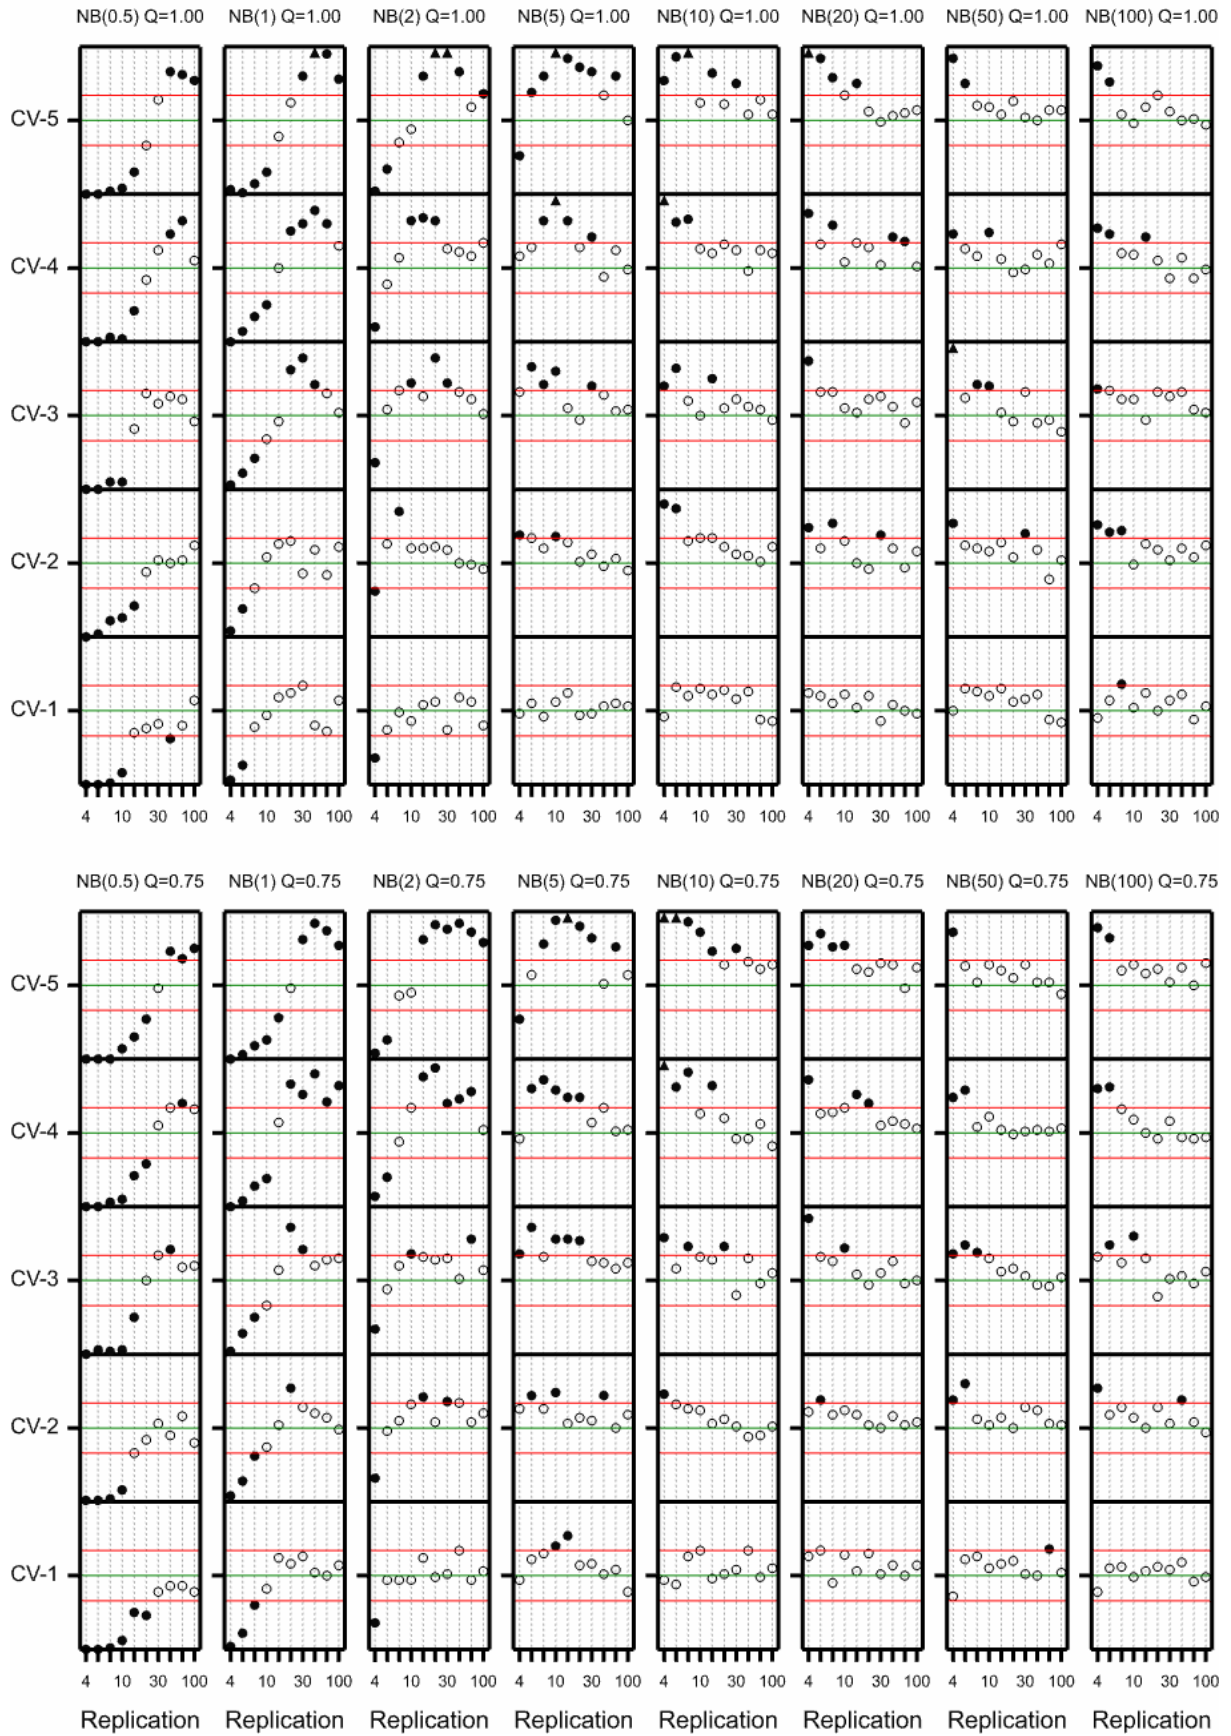 NB(0.5) Q=1.00 NB(1) Q=1.00 NB(2) Q=1.00 NB(5) Q=1.00 NB(10) Q=1.00 NB(20) Q=1.00 NB(50) Q=1.00 NB(100) Q=1.00
CV-5
CV-4
CV-3
CV-2
CV-1
4 10 30 100 4 10 30 100 4 10 30 100 4 10 30 100 4 10 30 100 4 10 30 100 4 10 30 100 4 10 30 100
NB(0.5) Q=0.75 NB(1) Q=0.75 NB(2) Q=0.75 NB(5) Q=0.75 NB(10) Q=0.75 NB(20) Q=0.75 NB(50) Q=0.75 NB(100) Q=0.75
CV-5
CV-4
CV-3
CV-2
CV-1
4 10 30 100 4 10 30 100 4 10 30 100 4 10 30 100 4 10 30 100 4 10 30 100 4 10 30 100 4 10 30 100
Replication Replication Replication Replication Replication Replication Replication Replication